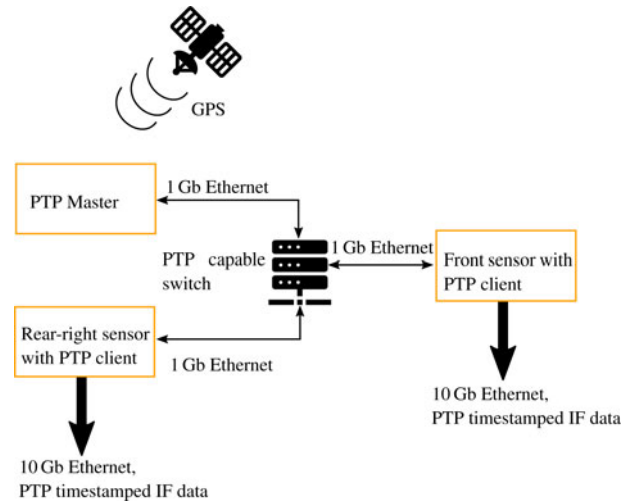 GPS
1 Gb Ethernet
PTP Master
PTP capable
switch
1 Gb Ethernet
Front sensor with
PTP client
Rear-right sensor
with PTP client
1 Gb Ethernet
10 Gb Ethernet,
PTP timestamped IF data
10 Gb Ethernet,
PTP timestamped IF data